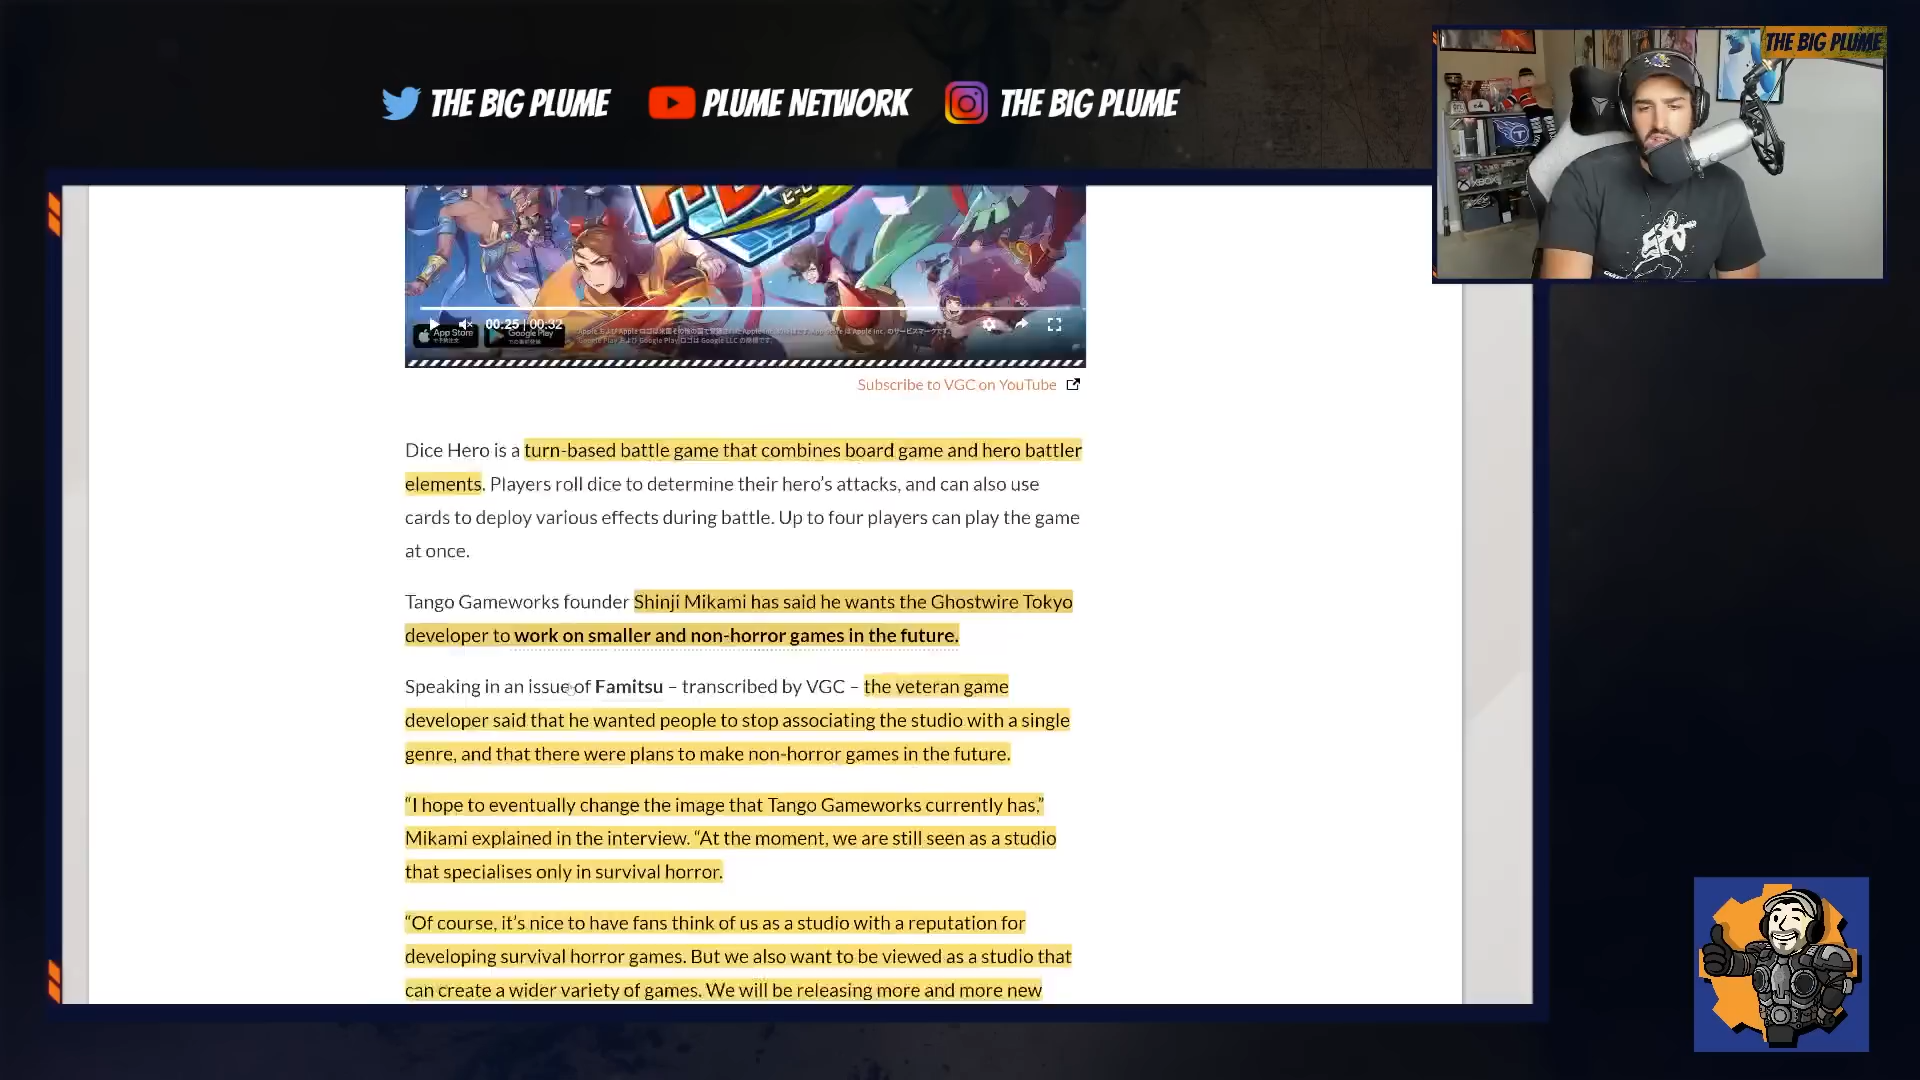 THE BIG PLUME
THE BIG PLUME
PLUME NETWORK
THE BIG PLUME
00:25 | 00:32
App Store
Google Play
Subscribe to VGC on YouTube
Dice Hero is a turn-based battle game that combines board game and hero battler
elements. Players roll dice to determine their hero’s attacks, and can also use
cards to deploy various effects during battle. Up to four players can play the game
at once.
Tango Gameworks founder Shinji Mikami has said he wants the Ghostwire Tokyo
developer to work on smaller and non-horror games in the future.
Speaking in an issue of Famitsu – transcribed by VGC – the veteran game
developer said that he wanted people to stop associating the studio with a single
genre, and that there were plans to make non-horror games in the future.
“I hope to eventually change the image that Tango Gameworks currently has,”
Mikami explained in the interview. “At the moment, we are still seen as a studio
that specialises only in survival horror.
“Of course, it’s nice to have fans think of us as a studio with a reputation for
developing survival horror games. But we also want to be viewed as a studio that
can create a wider variety of games. We will be releasing more and more new